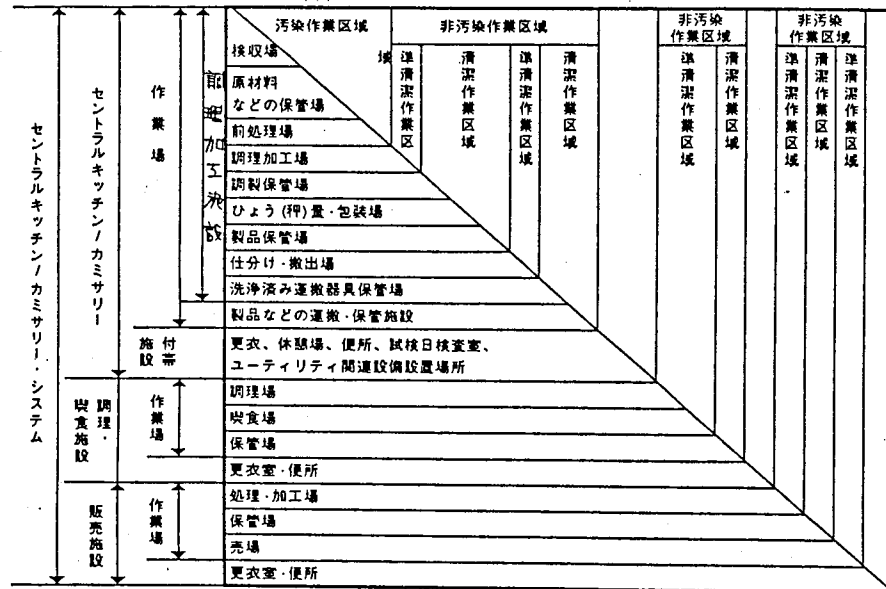 汚染作業区域
非汚染作業区域
非汚染
作業区域
非汚染
作業区域
準清潔作業区域
清潔作業区域
準清潔作業区域
清潔作業区域
準清潔作業区域
清潔作業区域
準清潔作業区域
清潔作業区域
準清潔作業区域
セントラルキッチン/カミサリー・システム
セントラルキッチン/カミサリー
作業場
調理加工施設
検収場
原材料
などの保管場
前処理場
調理加工場
調製保管場
ひょう(秤)量・包装場
製品保管場
仕分け・搬出場
洗浄済み運搬器具保管場
製品などの運搬・保管施設
付帯
施設
更衣、休憩場、便所、試検日検査室、
ユーティリティ関連設備設置場所
調理・
喫食施設
作業場
調理場
喫食場
保管場
更衣室・便所
販売施設
作業場
処理・加工場
保管場
売場
更衣室・便所